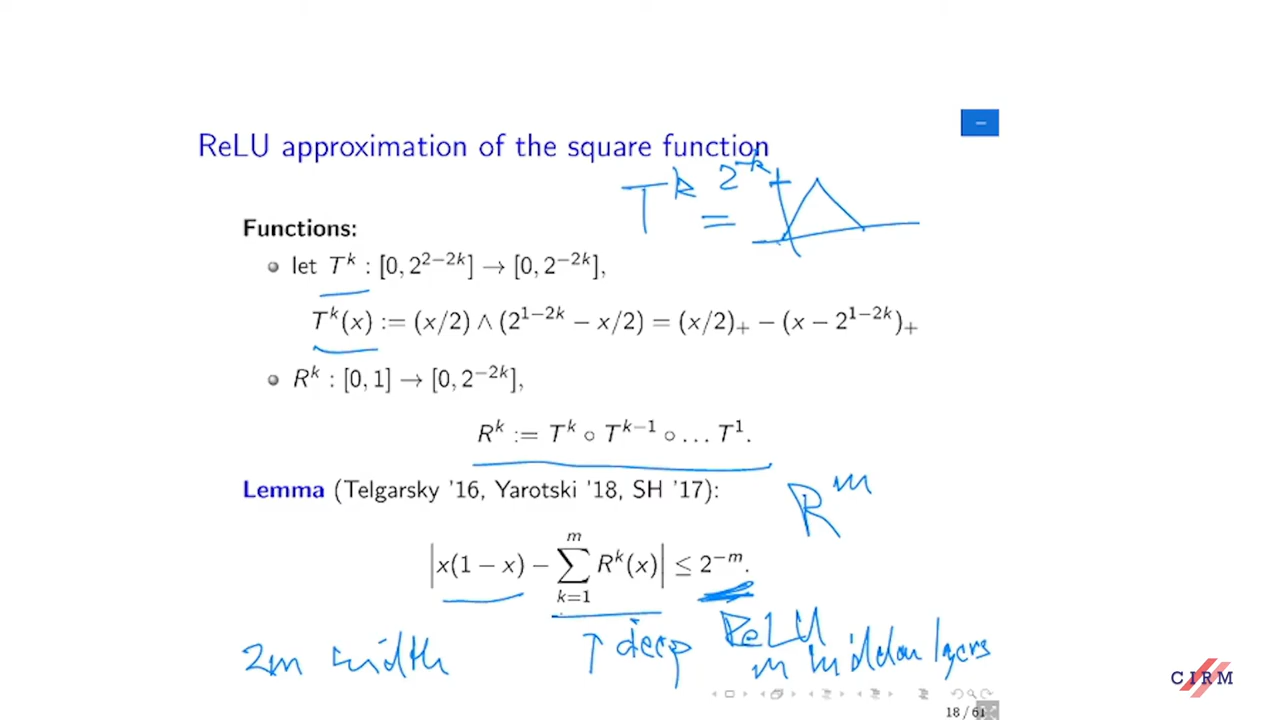 ReLU approximation of the square function
T^k = 2^{-k}
Functions:
let T^k : [0, 2^{2−2k}] → [0, 2^{−2k}],
T^k(x) := (x/2) ∧ (2^{1−2k} − x/2) = (x/2)_+ − (x − 2^{1−2k})_+
R^k : [0, 1] → [0, 2^{−2k}],
R^k := T^k ∘ T^{k−1} ∘ … T^1.
Lemma (Telgarsky '16, Yarotski '18, SH '17):
R^m
|x(1 − x) − ∑_{k=1}^{m} R^k(x)| ≤ 2^{−m}.
2m width
↑ deep ReLU
m hidden layers
CIRM
18 / 61